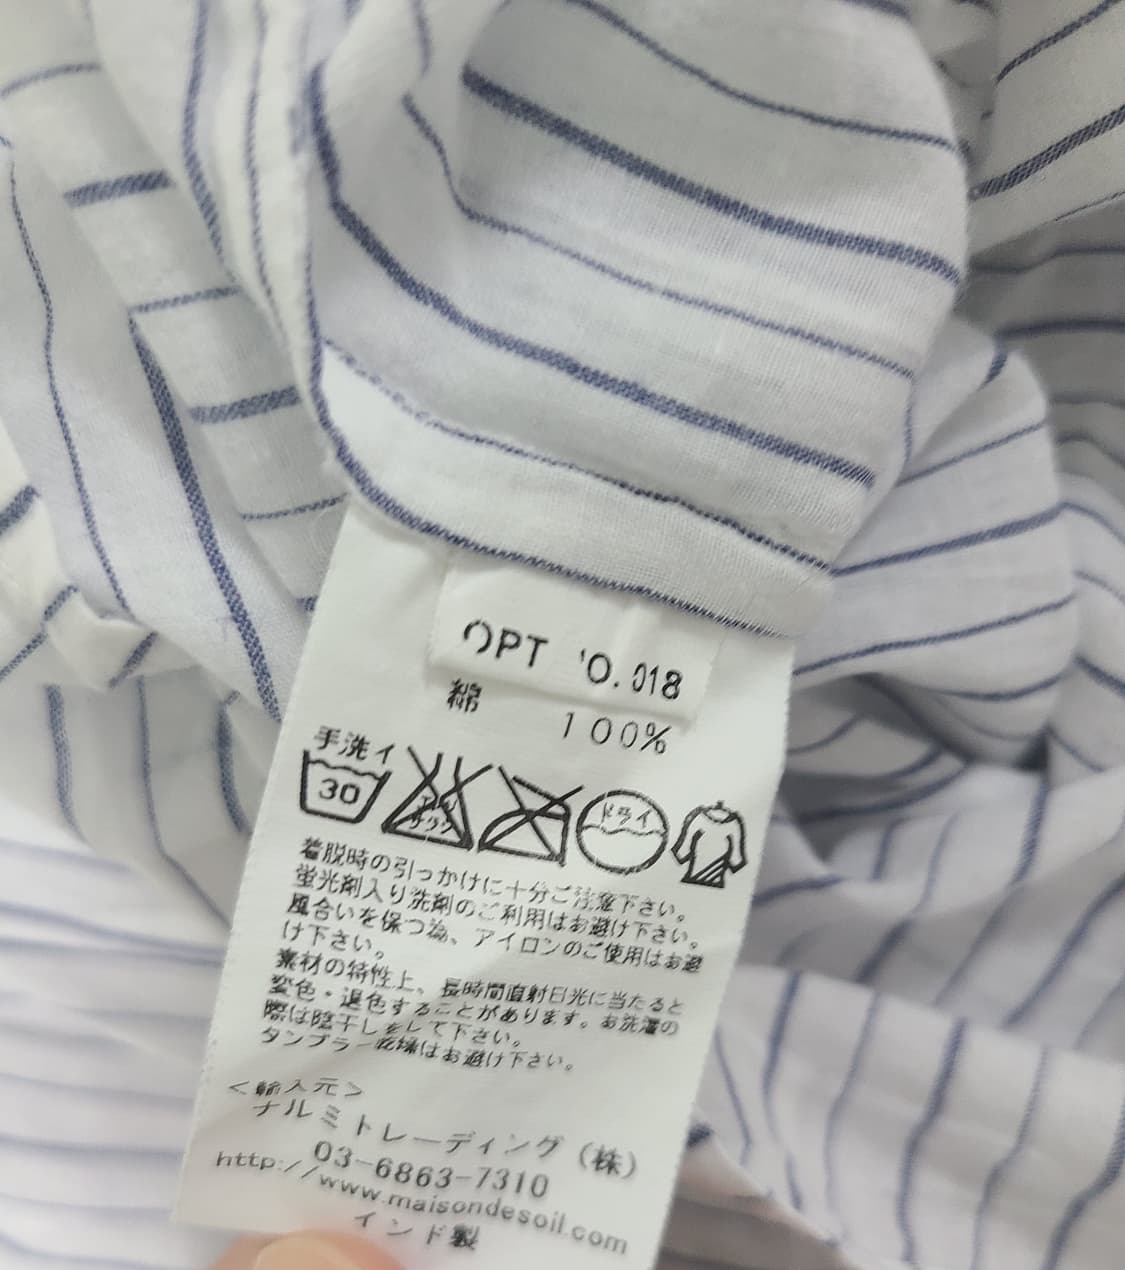 OPT '0.018
綿 100%
手洗イ
30
エンソ
サラシ
ドライ
着脱時の引っかけに十分ご注意下さい。
蛍光剤入り洗剤のご利用はお避け下さい。
風合いを保つ為、アイロンのご使用はお避
け下さい。
素材の特性上、長時間直射日光に当たると
変色・退色することがあります。お洗濯の
際は陰干しをして下さい。
タンブラー乾燥はお避け下さい。
<輸入元>
ナルミトレーディング(株)
03-6863-7310
http://www.maisondesoil.com
インド製